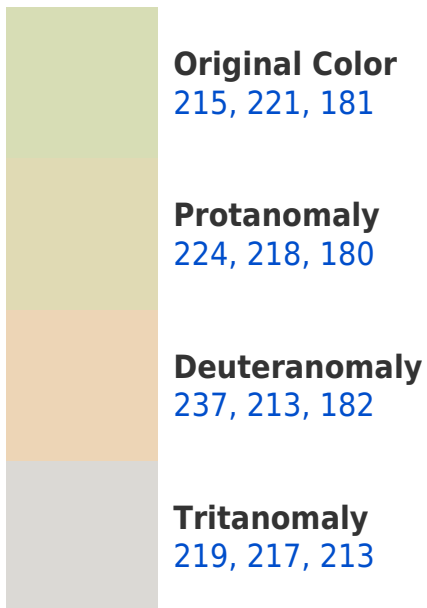 Original Color
215, 221, 181
Protanomaly
224, 218, 180
Deuteranomaly
237, 213, 182
Tritanomaly
219, 217, 213